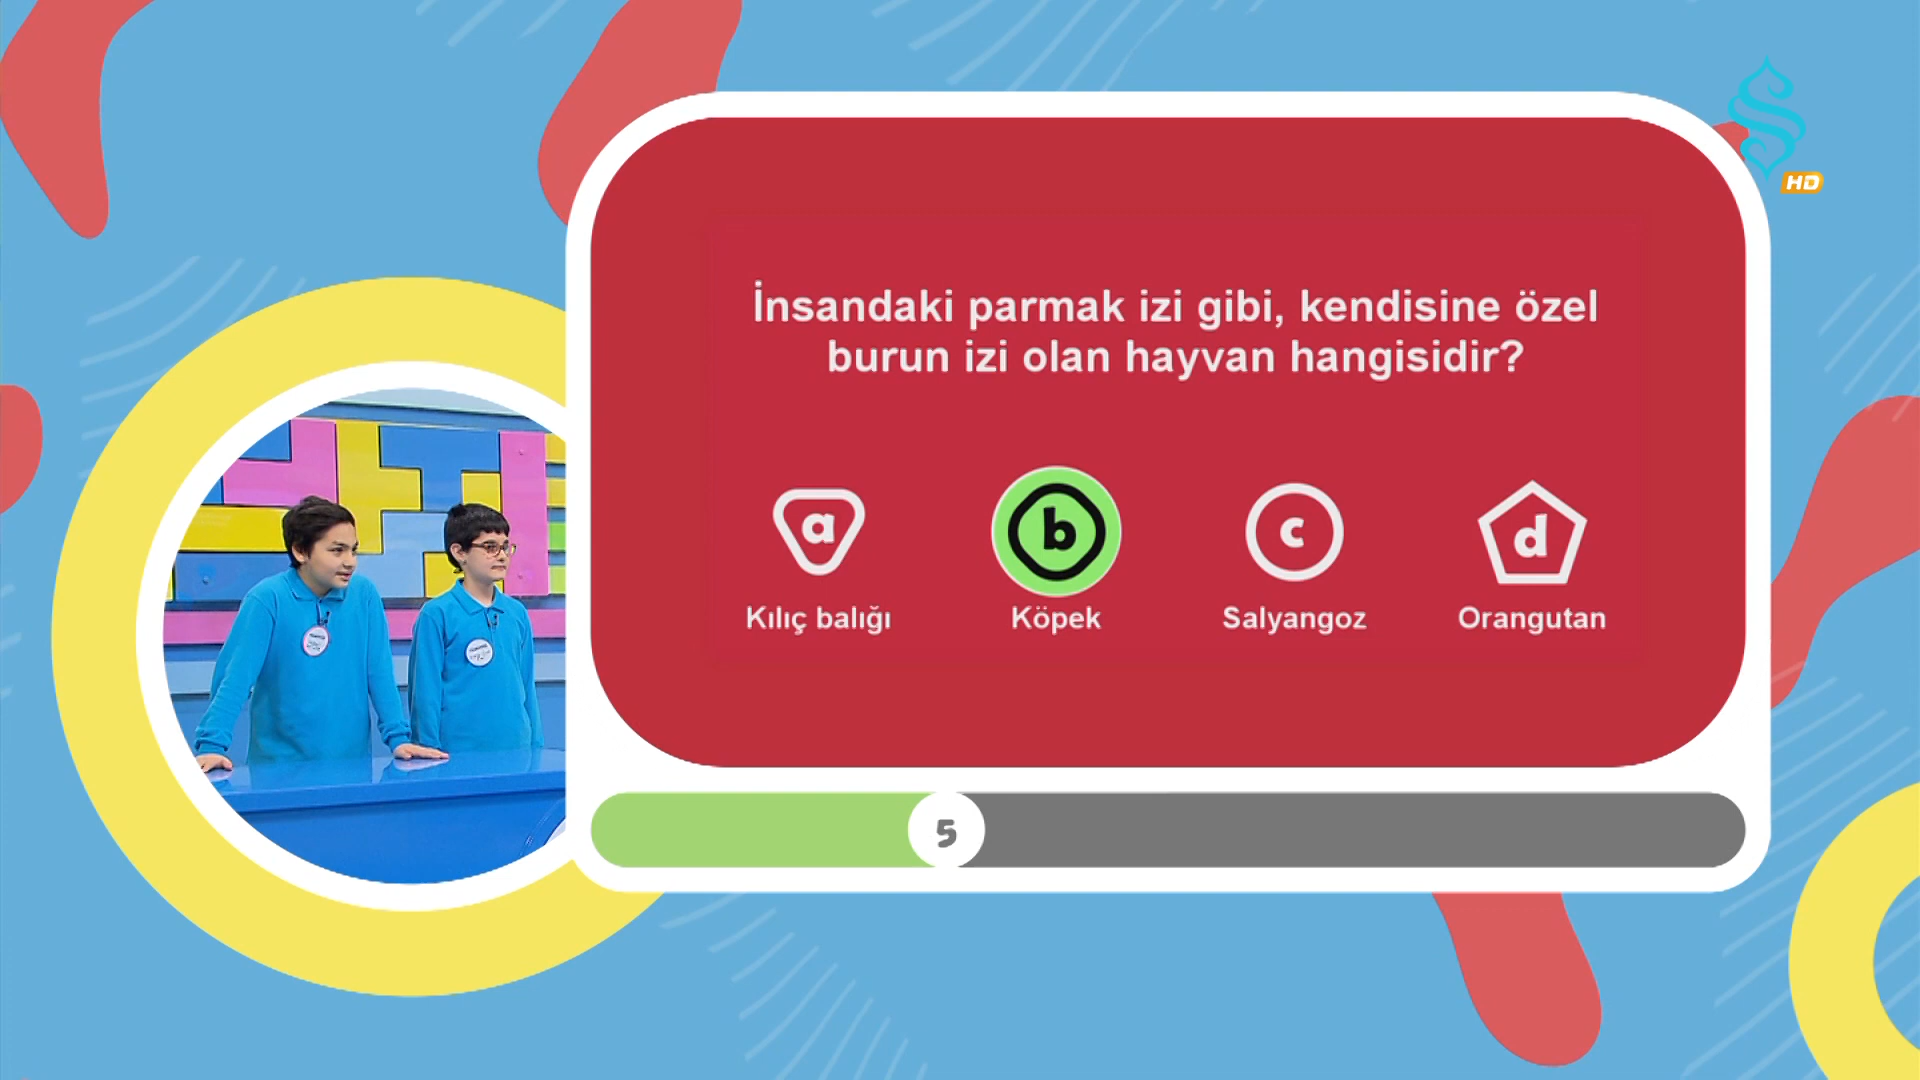 HD
İnsandaki parmak izi gibi, kendisine özel
burun izi olan hayvan hangisidir?
a
b
c
d
Kılıç balığı
Köpek
Salyangoz
Orangutan
5